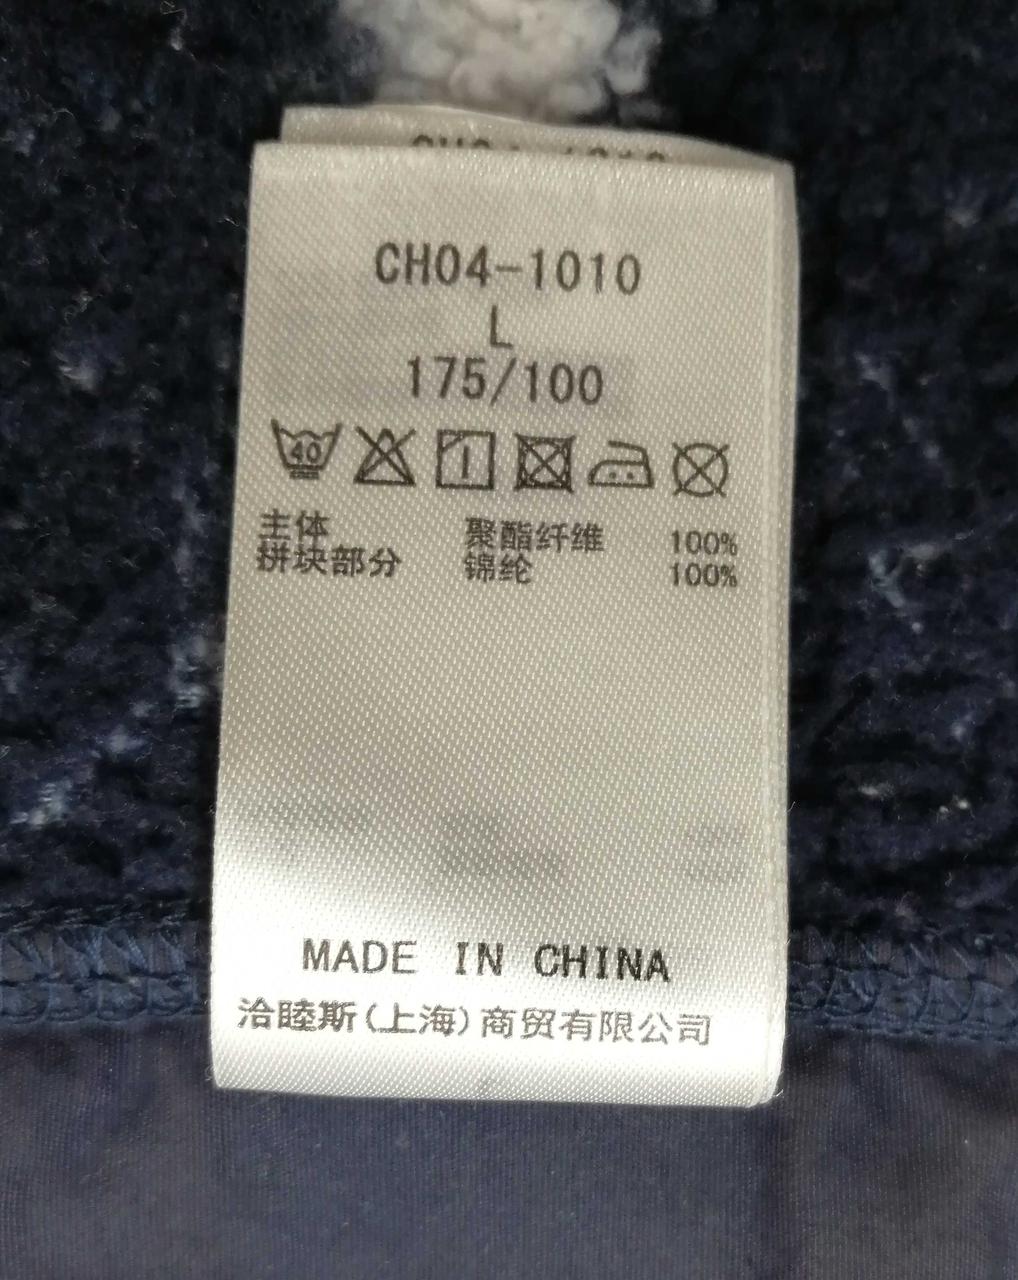 CH04-1010
L
175/100
40
主体 聚酯纤维 100%
拼块部分 锦纶 100%
MADE IN CHINA
洽睦斯(上海)商贸有限公司